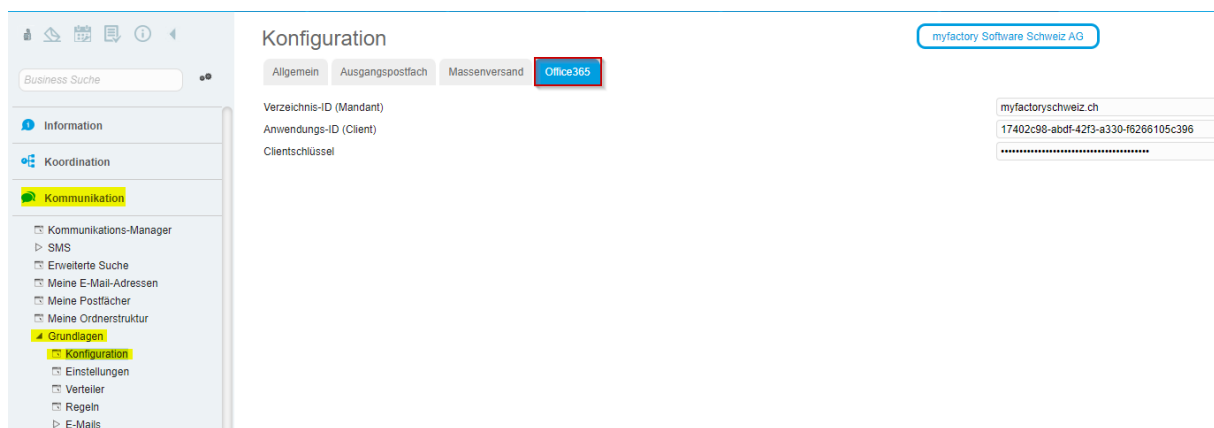 Konfiguration
myfactory Software Schweiz AG
Business Suche
Allgemein Ausgangspostfach Massenversand Office365
Verzeichnis-ID (Mandant) myfactoryschweiz.ch
Anwendungs-ID (Client) 17402c98-abdf-42f3-a330-f6266105c396
Clientschlüssel ••••••••••••••••••••••••••••••••••••••••
Information
Koordination
Kommunikation
Kommunikations-Manager
SMS
Erweiterte Suche
Meine E-Mail-Adressen
Meine Postfächer
Meine Ordnerstruktur
Grundlagen
Konfiguration
Einstellungen
Verteiler
Regeln
E-Mails